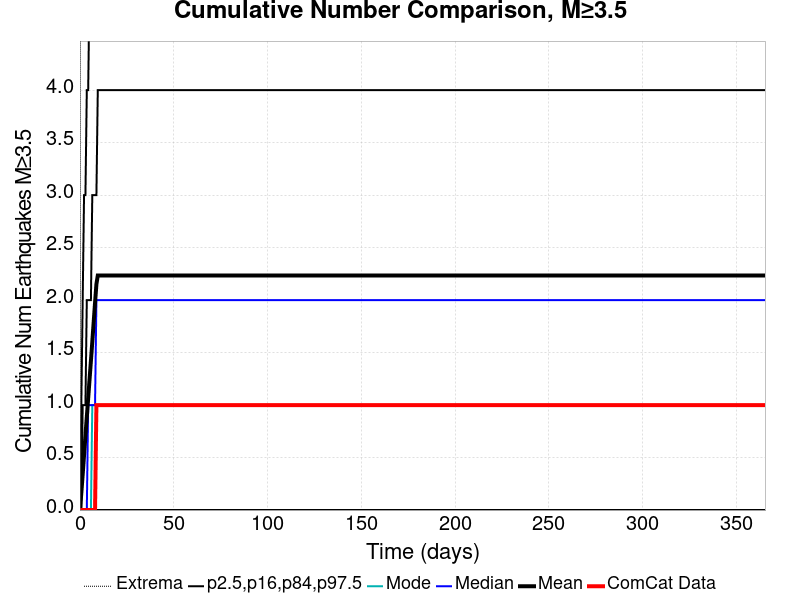 Cumulative Number Comparison, M≥3.5
Cumulative Num Earthquakes M≥3.5
4.0
3.5
3.0
2.5
2.0
1.5
1.0
0.5
0.0
0 50 100 150 200 250 300 350
Time (days)
Extrema p2.5,p16,p84,p97.5 Mode Median Mean ComCat Data